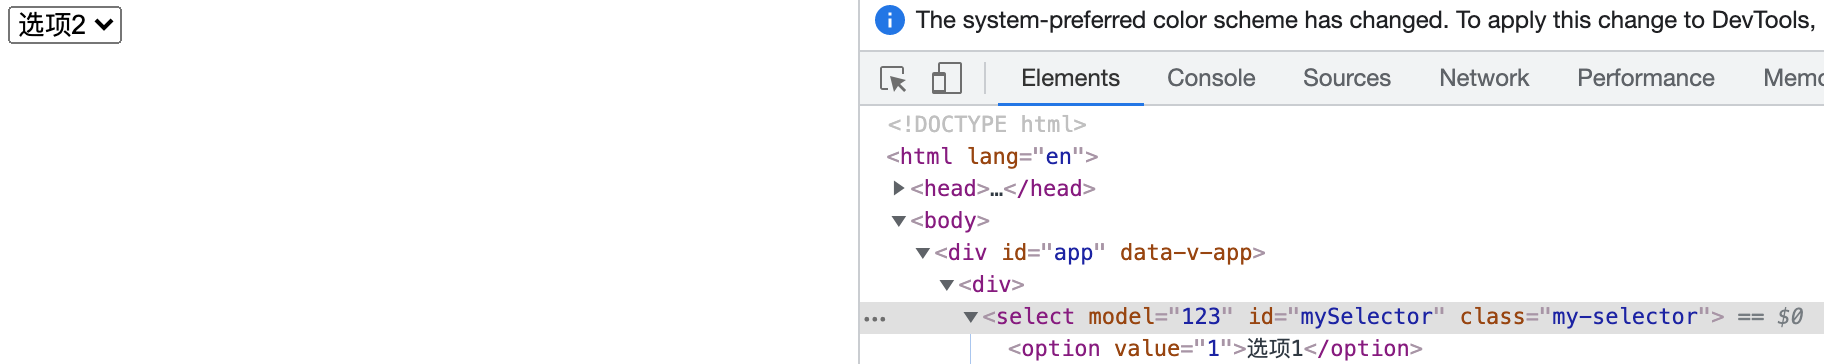 选项2
The system-preferred color scheme has changed. To apply this change to DevTools,
Elements Console Sources Network Performance Memo
<!DOCTYPE html>
<html lang="en">
<head>…</head>
<body>
<div id="app" data-v-app>
<div>
… <select model="123" id="mySelector" class="my-selector"> == $0
<option value="1">选项1</option>